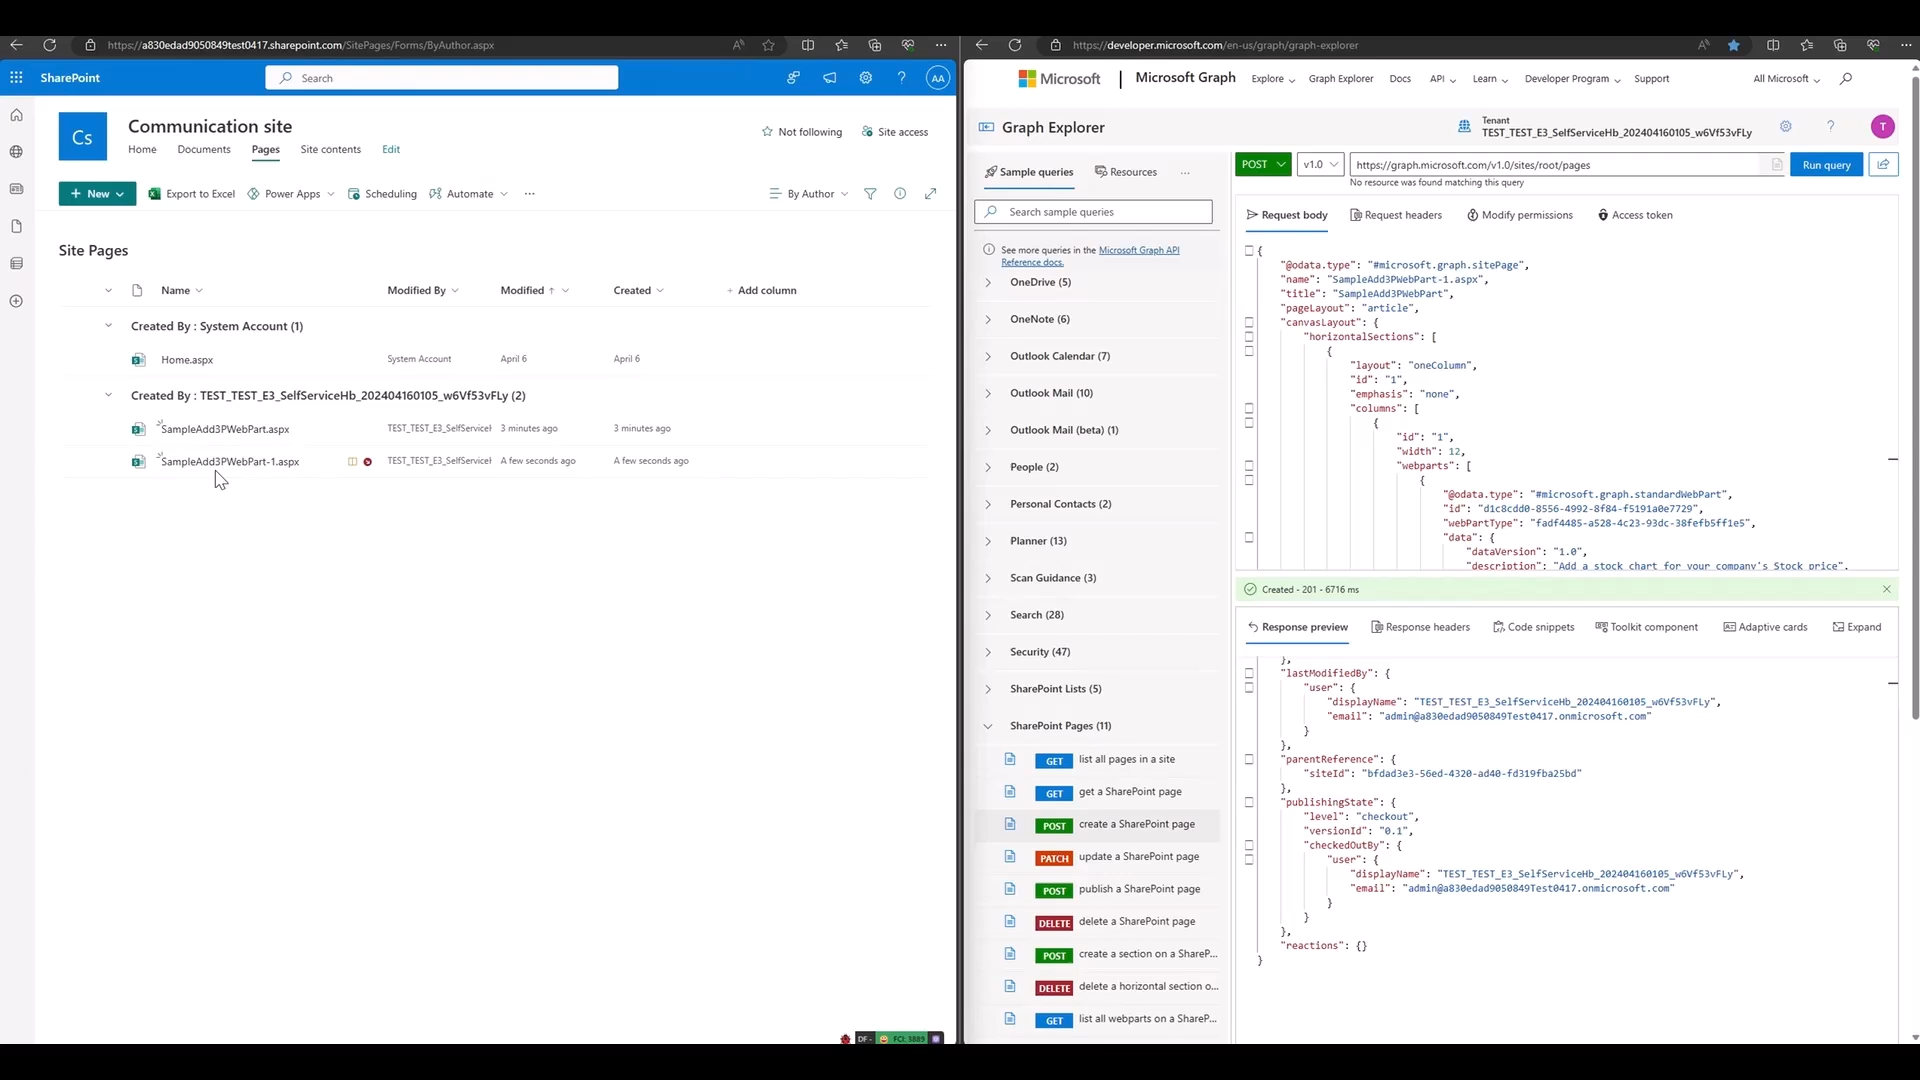 https://a830edad9050849test0417.sharepoint.com/SitePages/Forms/ByAuthor.aspx
SharePoint
Search
AA
Cs
Communication site
Not following
Site access
Home
Documents
Pages
Site contents
Edit
New
Export to Excel
Power Apps
Scheduling
Automate
By Author
Site Pages
Name
Modified By
Modified
Created
+ Add column
Created By : System Account (1)
Home.aspx
System Account
April 6
April 6
Created By : TEST_TEST_E3_SelfServiceHb_202404160105_w6Vf53vFLy (2)
SampleAdd3PWebPart.aspx
TEST_TEST_E3_SelfServiceH
3 minutes ago
3 minutes ago
SampleAdd3PWebPart-1.aspx
TEST_TEST_E3_SelfServiceH
A few seconds ago
A few seconds ago
DF -
FCI: 3889
https://developer.microsoft.com/en-us/graph/graph-explorer
Microsoft
Microsoft Graph
Explore
Graph Explorer
Docs
API
Learn
Developer Program
Support
All Microsoft
Graph Explorer
Tenant
TEST_TEST_E3_SelfServiceHb_202404160105_w6Vf53vFLy
T
Sample queries
Resources
Search sample queries
See more queries in the Microsoft Graph API
Reference docs.
OneDrive (5)
OneNote (6)
Outlook Calendar (7)
Outlook Mail (10)
Outlook Mail (beta) (1)
People (2)
Personal Contacts (2)
Planner (13)
Scan Guidance (3)
Search (28)
Security (47)
SharePoint Lists (5)
SharePoint Pages (11)
GET list all pages in a site
GET get a SharePoint page
POST create a SharePoint page
PATCH update a SharePoint page
POST publish a SharePoint page
DELETE delete a SharePoint page
POST create a section on a ShareP...
DELETE delete a horizontal section o...
GET list all webparts on a ShareP...
POST
v1.0
https://graph.microsoft.com/v1.0/sites/root/pages
Run query
No resource was found matching this query
Request body
Request headers
Modify permissions
Access token
{
"@odata.type": "#microsoft.graph.sitePage",
"name": "SampleAdd3PWebPart-1.aspx",
"title": "SampleAdd3PWebPart",
"pageLayout": "article",
"canvasLayout": {
"horizontalSections": [
{
"layout": "oneColumn",
"id": "1",
"emphasis": "none",
"columns": [
{
"id": "1",
"width": 12,
"webparts": [
{
"@odata.type": "#microsoft.graph.standardWebPart",
"id": "d1c8cdd0-8556-4992-8f84-f5191a0e7729",
"webPartType": "fadf4485-a528-4c23-93dc-38fefb5ff1e5",
"data": {
"dataVersion": "1.0",
"description": "Add a stock chart for your company's Stock price",
Created - 201 - 6716 ms
Response preview
Response headers
Code snippets
Toolkit component
Adaptive cards
Expand
},
"lastModifiedBy": {
"user": {
"displayName": "TEST_TEST_E3_SelfServiceHb_202404160105_w6Vf53vFLy",
"email": "admin@a830edad9050849Test0417.onmicrosoft.com"
}
},
"parentReference": {
"siteId": "bfdad3e3-56ed-4320-ad40-fd319fba25bd"
},
"publishingState": {
"level": "checkout",
"versionId": "0.1",
"checkedOutBy": {
"user": {
"displayName": "TEST_TEST_E3_SelfServiceHb_202404160105_w6Vf53vFLy",
"email": "admin@a830edad9050849Test0417.onmicrosoft.com"
}
}
},
"reactions": {}
}